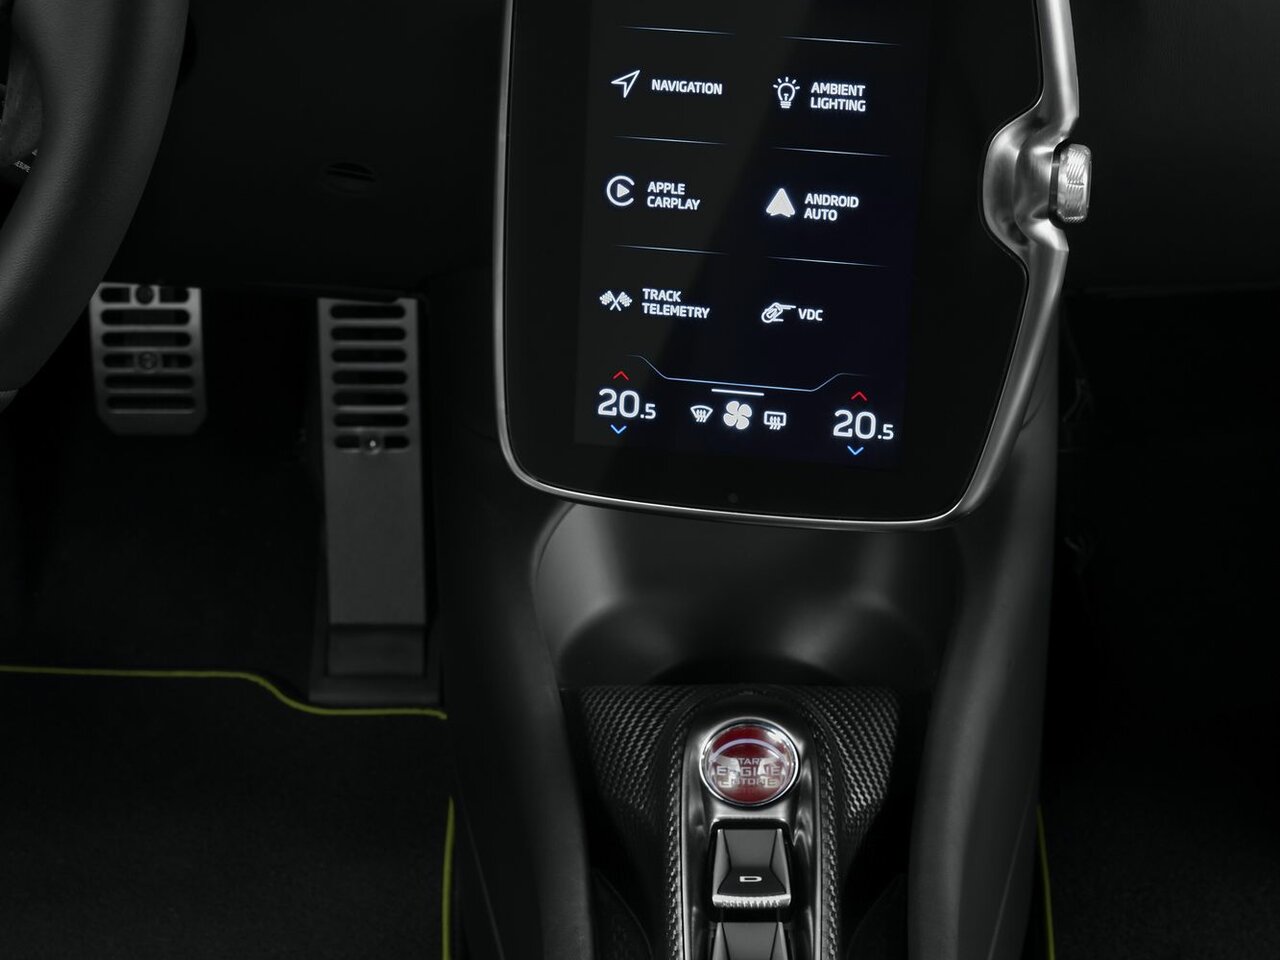 NAVIGATION
AMBIENT
LIGHTING
APPLE
CARPLAY
ANDROID
AUTO
TRACK
TELEMETRY
VDC
20.5
20.5
START
ENGINE
STOP
D